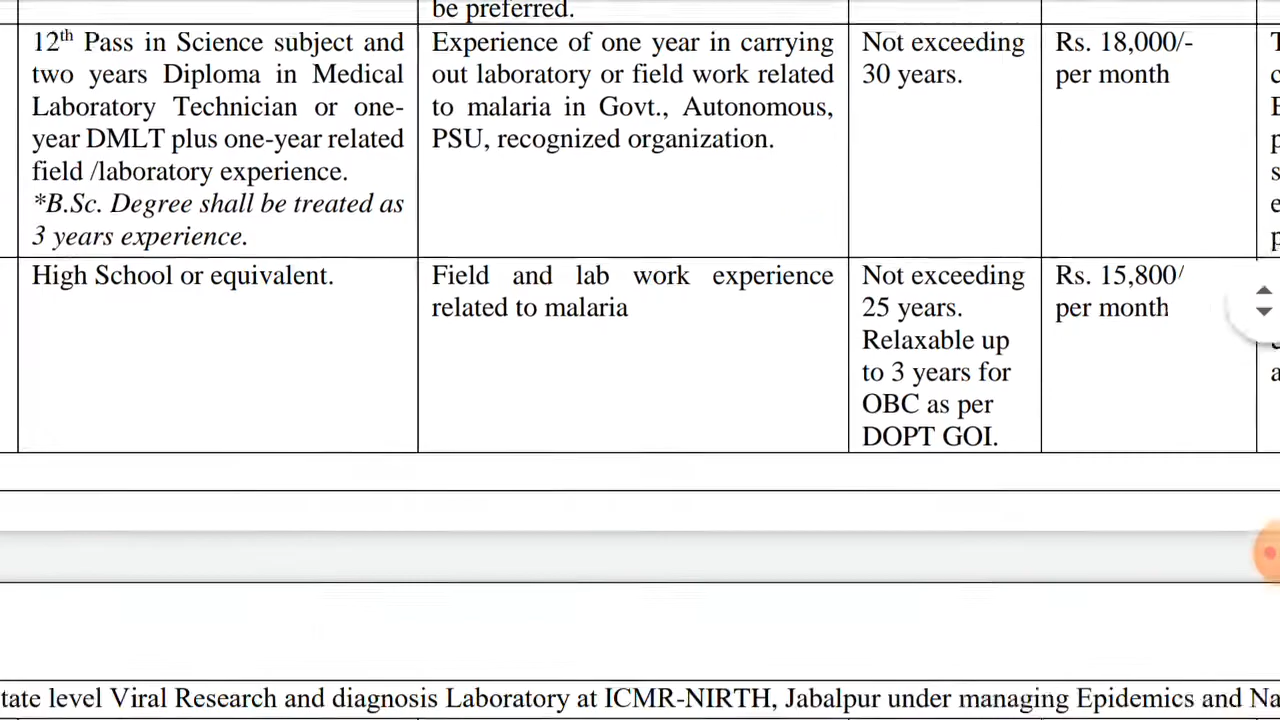 be preferred.
12th Pass in Science subject and
two years Diploma in Medical
Laboratory Technician or one-
year DMLT plus one-year related
field /laboratory experience.
*B.Sc. Degree shall be treated as
3 years experience.
Experience of one year in carrying
out laboratory or field work related
to malaria in Govt., Autonomous,
PSU, recognized organization.
Not exceeding
30 years.
Rs. 18,000/-
per month
High School or equivalent.
Field and lab work experience
related to malaria
Not exceeding
25 years.
Relaxable up
to 3 years for
OBC as per
DOPT GOI.
Rs. 15,800/
per month
tate level Viral Research and diagnosis Laboratory at ICMR-NIRTH, Jabalpur under managing Epidemics and Na